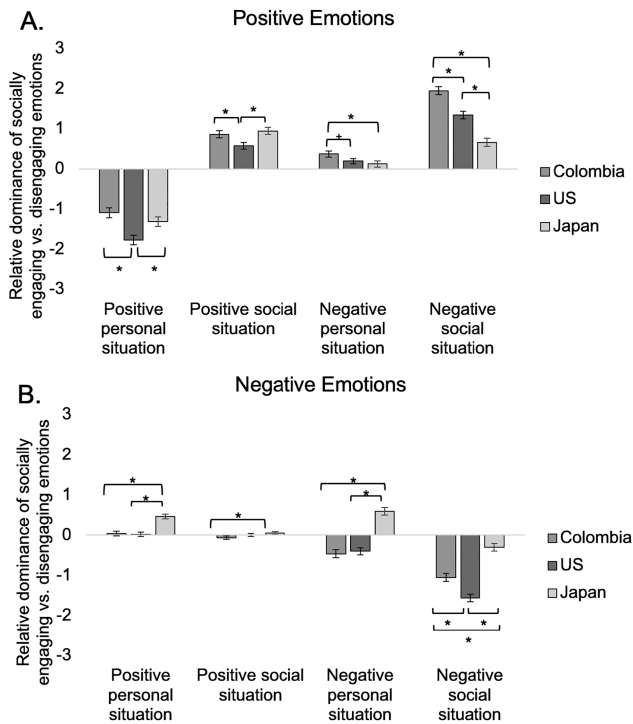 A.
Positive Emotions
Relative dominance of socially
engaging vs. disengaging emotions
3
2
1
0
-1
-2
-3
*
*
*
*
+
*
*
*
*
Colombia
US
Japan
Positive
personal
situation
Positive social
situation
Negative
personal
situation
Negative
social
situation
B.
Negative Emotions
Relative dominance of socially
engaging vs. disengaging emotions
3
2
1
0
-1
-2
-3
*
*
*
*
*
*
*
*
Colombia
US
Japan
Positive
personal
situation
Positive social
situation
Negative
personal
situation
Negative
social
situation